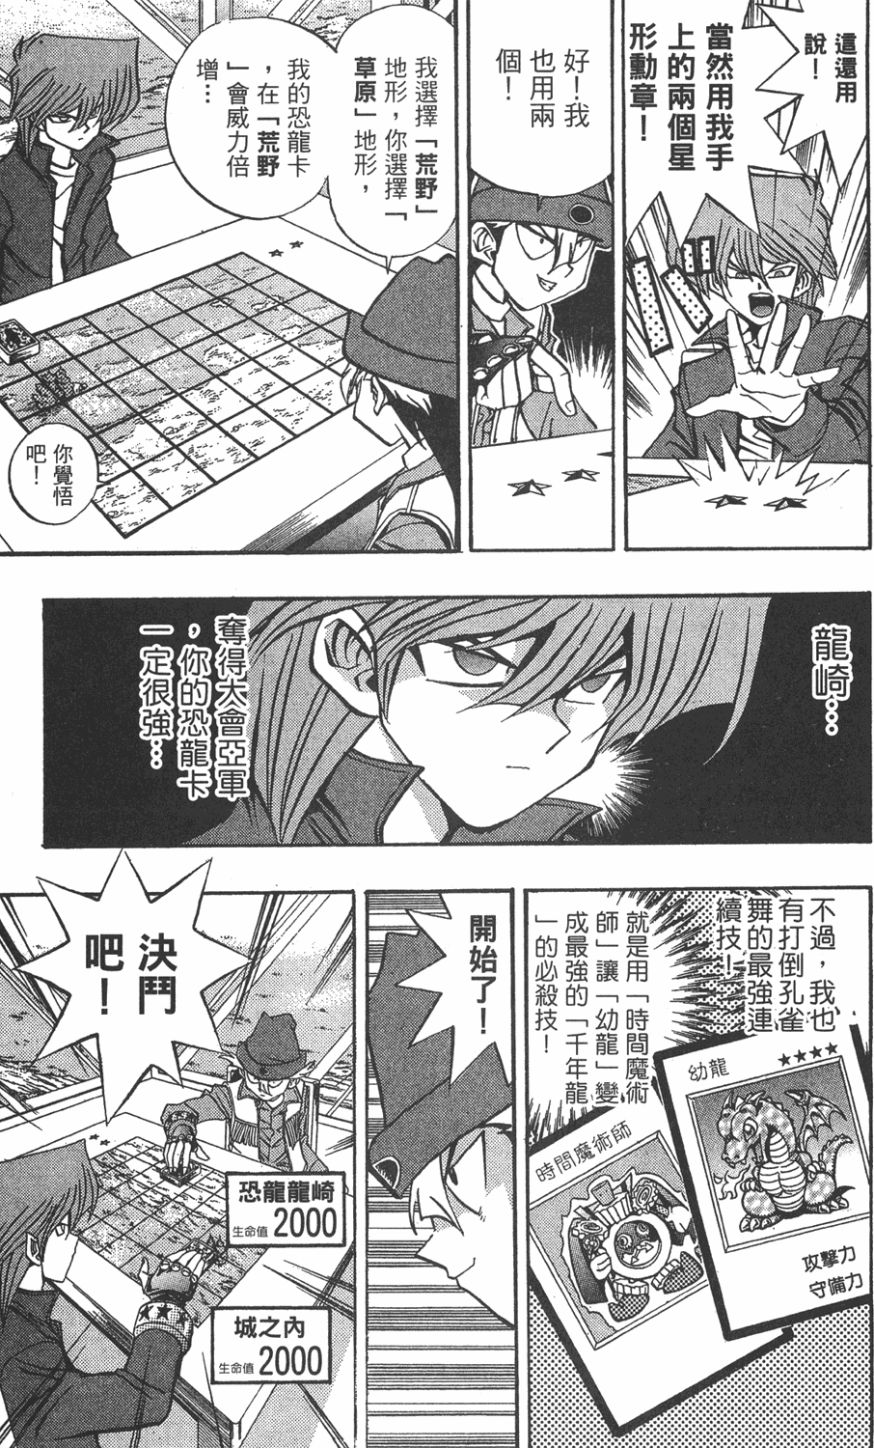 這還用
說！
當然用我手
上的兩個星
形勳章！
好！我
也用兩
個！
我選擇「荒野」
地形，你選擇「
草原」地形，
我的恐龍卡
，在「荒野
」會威力倍
增…
你覺悟
吧！
龍崎…
奪得大會亞軍
，你的恐龍卡
一定很強…
不過，我也
有打倒孔雀
舞的最強連
續技！
就是用「時間魔術
師」讓「幼龍」變
成最強的「千年龍
」的必殺技！
幼龍
★★★★
攻擊力
守備力
時間魔術師
開始了！
決鬥
吧！
恐龍龍崎
生命值 2000
城之內
生命值 2000